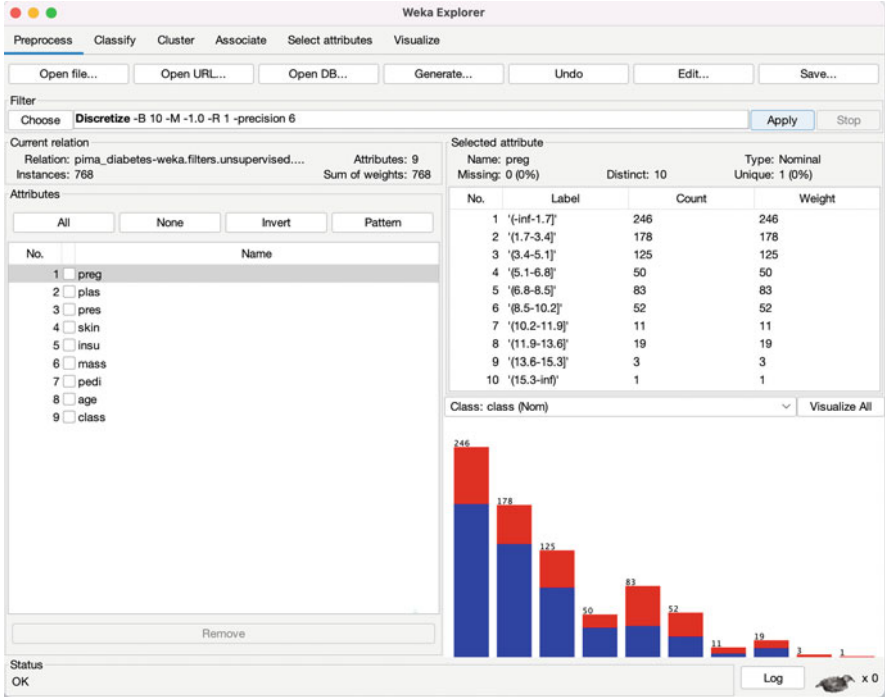 Weka Explorer
Preprocess Classify Cluster Associate Select attributes Visualize
Open file... Open URL... Open DB... Generate... Undo Edit... Save...
Filter
Choose Discretize -B 10 -M -1.0 -R 1 -precision 6 Apply Stop
Current relation
Relation: pima_diabetes-weka.filters.unsupervised.... Attributes: 9
Instances: 768 Sum of weights: 768
Attributes
All None Invert Pattern
No. Name
1 preg
2 plas
3 pres
4 skin
5 insu
6 mass
7 pedi
8 age
9 class
Remove
Selected attribute
Name: preg Type: Nominal
Missing: 0 (0%) Distinct: 10 Unique: 1 (0%)
No. Label Count Weight
1 '(-inf-1.7]' 246 246
2 '(1.7-3.4]' 178 178
3 '(3.4-5.1]' 125 125
4 '(5.1-6.8]' 50 50
5 '(6.8-8.5]' 83 83
6 '(8.5-10.2]' 52 52
7 '(10.2-11.9]' 11 11
8 '(11.9-13.6]' 19 19
9 '(13.6-15.3]' 3 3
10 '(15.3-inf)' 1 1
Class: class (Nom) Visualize All
246
178
125
50
83
52
11
19
3
1
Status
OK Log x 0